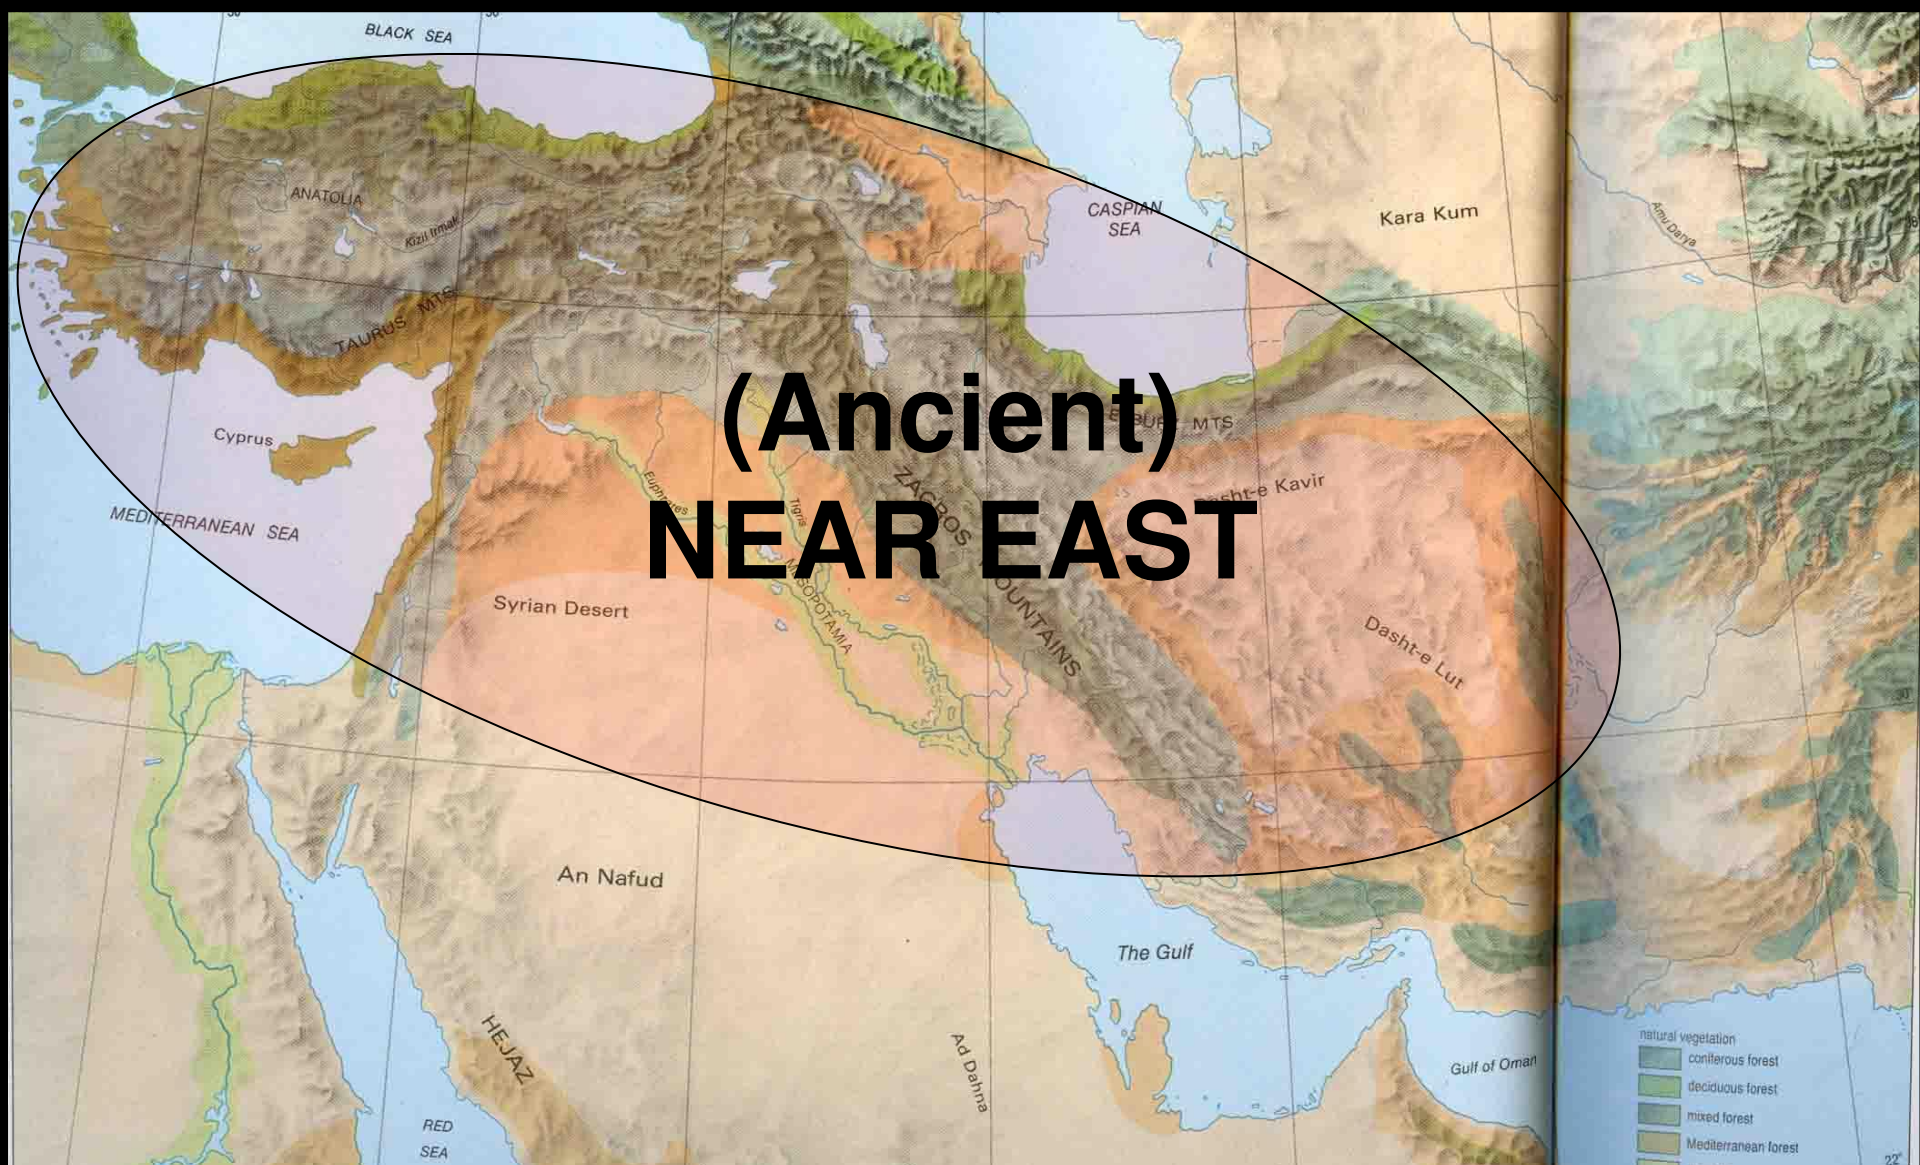 BLACK SEA
ANATOLIA
Kizil Irmak
CASPIAN
SEA
Kara Kum
Amu Darya
TAURUS MTS
(Ancient)
NEAR EAST
MTS
Cyprus
MEDITERRANEAN SEA
Euphrates
Tigris
ZAGROS MOUNTAINS
Kavir
MESOPOTAMIA
Syrian Desert
Dasht-e Lut
An Nafud
The Gulf
HEJAZ
Ad Dahna
Gulf of Oman
RED
SEA
natural vegetation
coniferous forest
deciduous forest
mixed forest
Mediterranean forest
22°